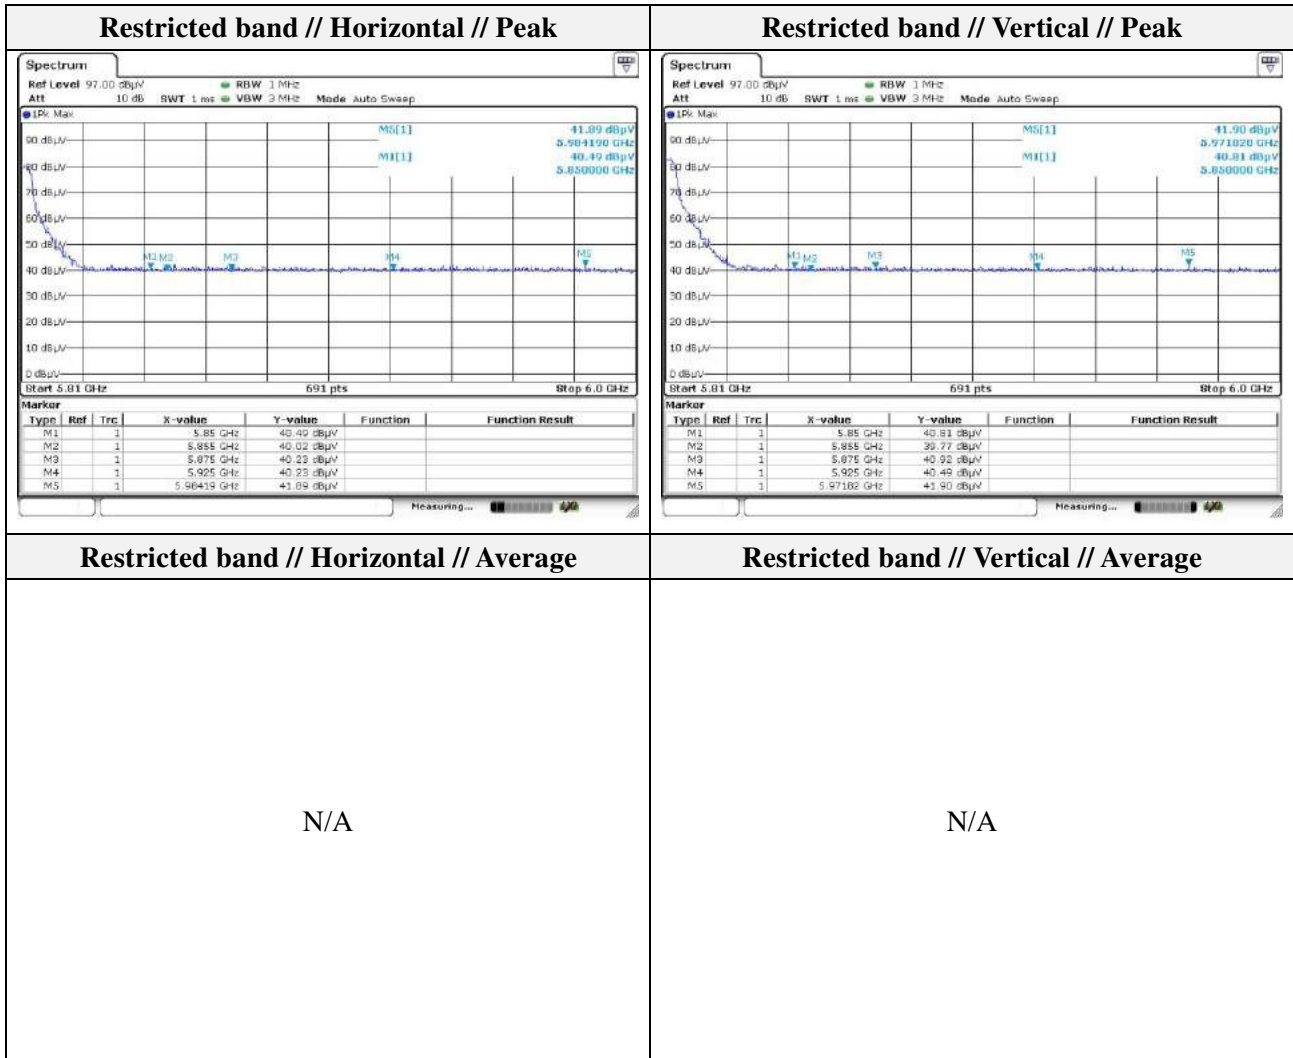 Restricted band // Horizontal // Peak
Restricted band // Vertical // Peak
Spectrum
Ref Level 97.00 dBµV RBW 1 MHz
Att 10 dB SWT 1 ms VBW 3 MHz Mode Auto Sweep
1Pk Max
M5[1] 41.89 dBµV
5.984190 GHz
M1[1] 40.49 dBµV
5.850000 GHz
90 dBµV
80 dBµV
70 dBµV
60 dBµV
50 dBµV
40 dBµV
30 dBµV
20 dBµV
10 dBµV
0 dBµV
M1 M2 M3 M4 M5
Start 5.81 GHz 691 pts Stop 6.0 GHz
Marker
Type Ref Trc X-value Y-value Function Function Result
M1 1 5.85 GHz 40.49 dBµV
M2 1 5.855 GHz 40.02 dBµV
M3 1 5.875 GHz 40.23 dBµV
M4 1 5.925 GHz 40.23 dBµV
M5 1 5.98419 GHz 41.89 dBµV
Measuring...
Spectrum
Ref Level 97.00 dBµV RBW 1 MHz
Att 10 dB SWT 1 ms VBW 3 MHz Mode Auto Sweep
1Pk Max
M5[1] 41.90 dBµV
5.971820 GHz
M1[1] 40.81 dBµV
5.850000 GHz
90 dBµV
80 dBµV
70 dBµV
60 dBµV
50 dBµV
40 dBµV
30 dBµV
20 dBµV
10 dBµV
0 dBµV
M1 M2 M3 M4 M5
Start 5.81 GHz 691 pts Stop 6.0 GHz
Marker
Type Ref Trc X-value Y-value Function Function Result
M1 1 5.85 GHz 40.81 dBµV
M2 1 5.855 GHz 39.77 dBµV
M3 1 5.875 GHz 40.92 dBµV
M4 1 5.925 GHz 40.49 dBµV
M5 1 5.97182 GHz 41.90 dBµV
Measuring...
Restricted band // Horizontal // Average
Restricted band // Vertical // Average
N/A
N/A